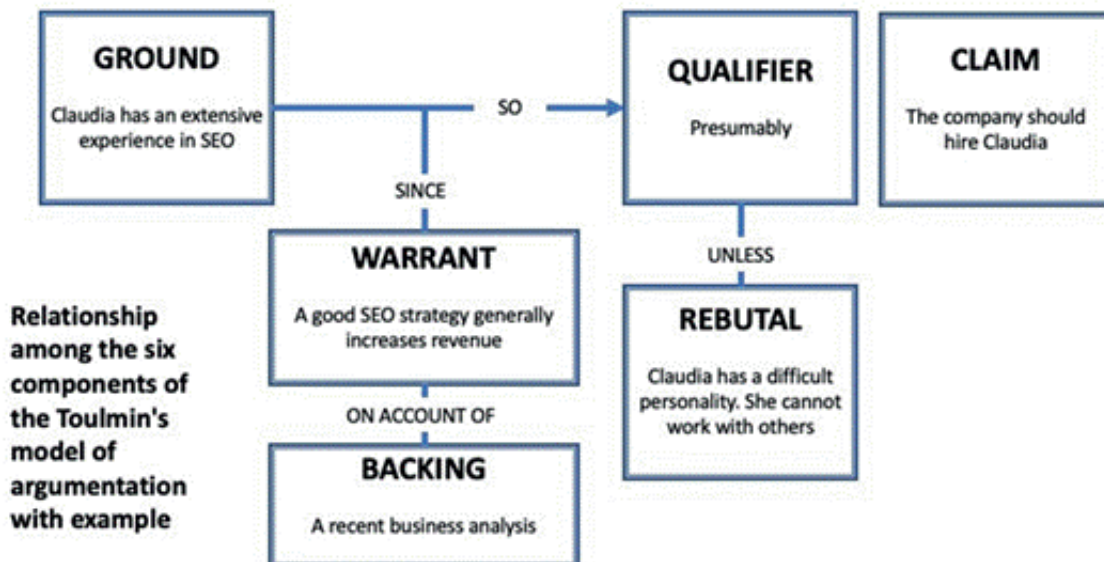 GROUND
Claudia has an extensive
experience in SEO
SO
QUALIFIER
Presumably
CLAIM
The company should
hire Claudia
SINCE
WARRANT
A good SEO strategy generally
increases revenue
UNLESS
REBUTAL
Claudia has a difficult
personality. She cannot
work with others
ON ACCOUNT OF
BACKING
A recent business analysis
Relationship
among the six
components of
the Toulmin's
model of
argumentation
with example